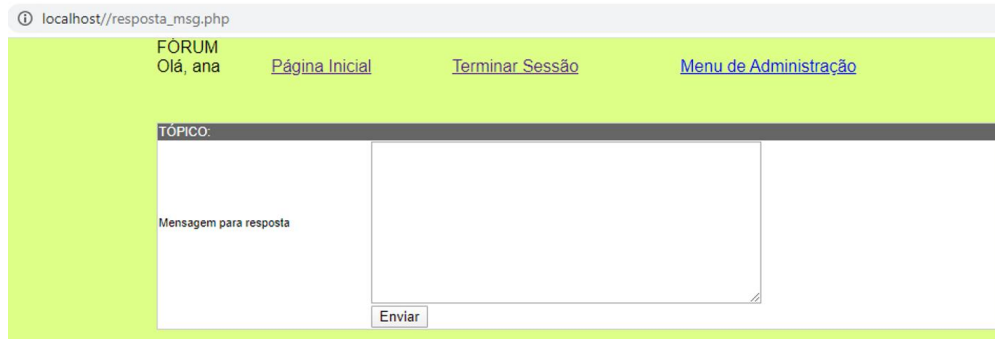 localhost//resposta_msg.php
FÓRUM
Olá, ana Página Inicial Terminar Sessão Menu de Administração
TÓPICO:
Mensagem para resposta
Enviar